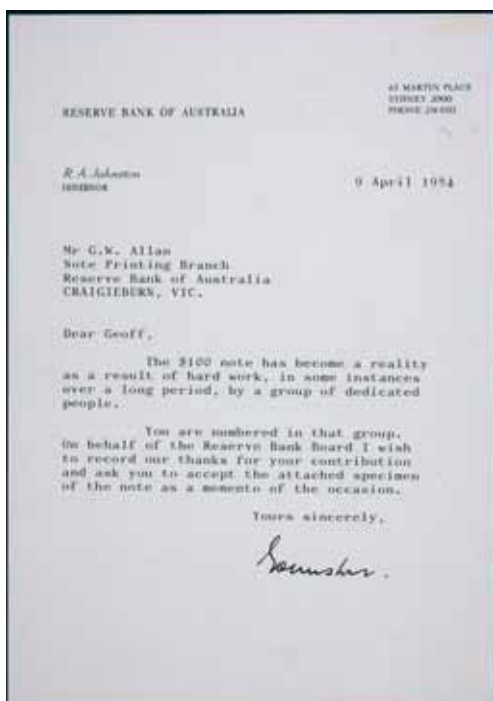 65 MARTIN PLACE
SYDNEY 2000
PHONE
RESERVE BANK OF AUSTRALIA
R. A. Johnston
GOVERNOR
9 April 1984
Mr G.W. Allan
Note Printing Branch
Reserve Bank of Australia
CRAIGIEBURN, VIC.
Dear Geoff,
The $100 note has become a reality
as a result of hard work, in some instances
over a long period, by a group of dedicated
people.
You are numbered in that group.
On behalf of the Reserve Bank Board I wish
to record our thanks for your contribution
and ask you to accept the attached specimen
of the note as a momento of the occasion.
Yours sincerely,